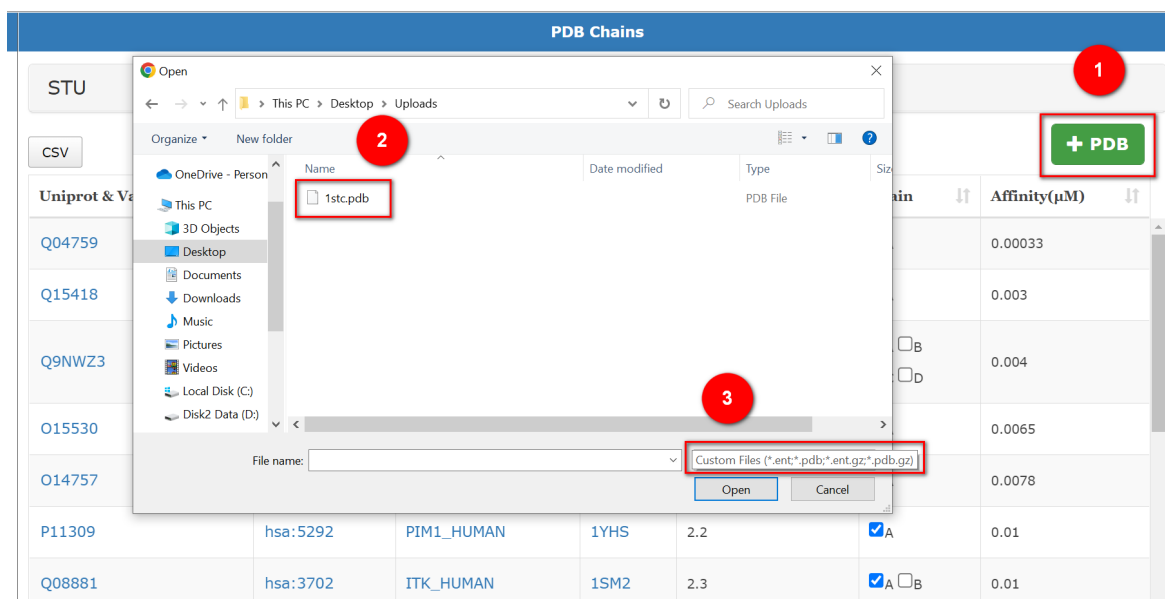 PDB Chains
1
STU
Open
This PC > Desktop > Uploads
Search Uploads
Organize
New folder
2
+ PDB
CSV
OneDrive - Person
Name
Date modified
Type
Siz
Uniprot & Va
ain
Affinity(µM)
This PC
1stc.pdb
PDB File
3D Objects
Q04759
0.00033
Desktop
Documents
Q15418
0.003
Downloads
Music
Pictures
B
Q9NWZ3
0.004
Videos
D
Local Disk (C:)
3
Disk2 Data (D:)
O15530
0.0065
File name:
Custom Files (*.ent;*.pdb;*.ent.gz;*.pdb.gz)
O14757
0.0078
Open
Cancel
P11309 hsa:5292 PIM1_HUMAN 1YHS 2.2 A 0.01
Q08881 hsa:3702 ITK_HUMAN 1SM2 2.3 A B 0.01